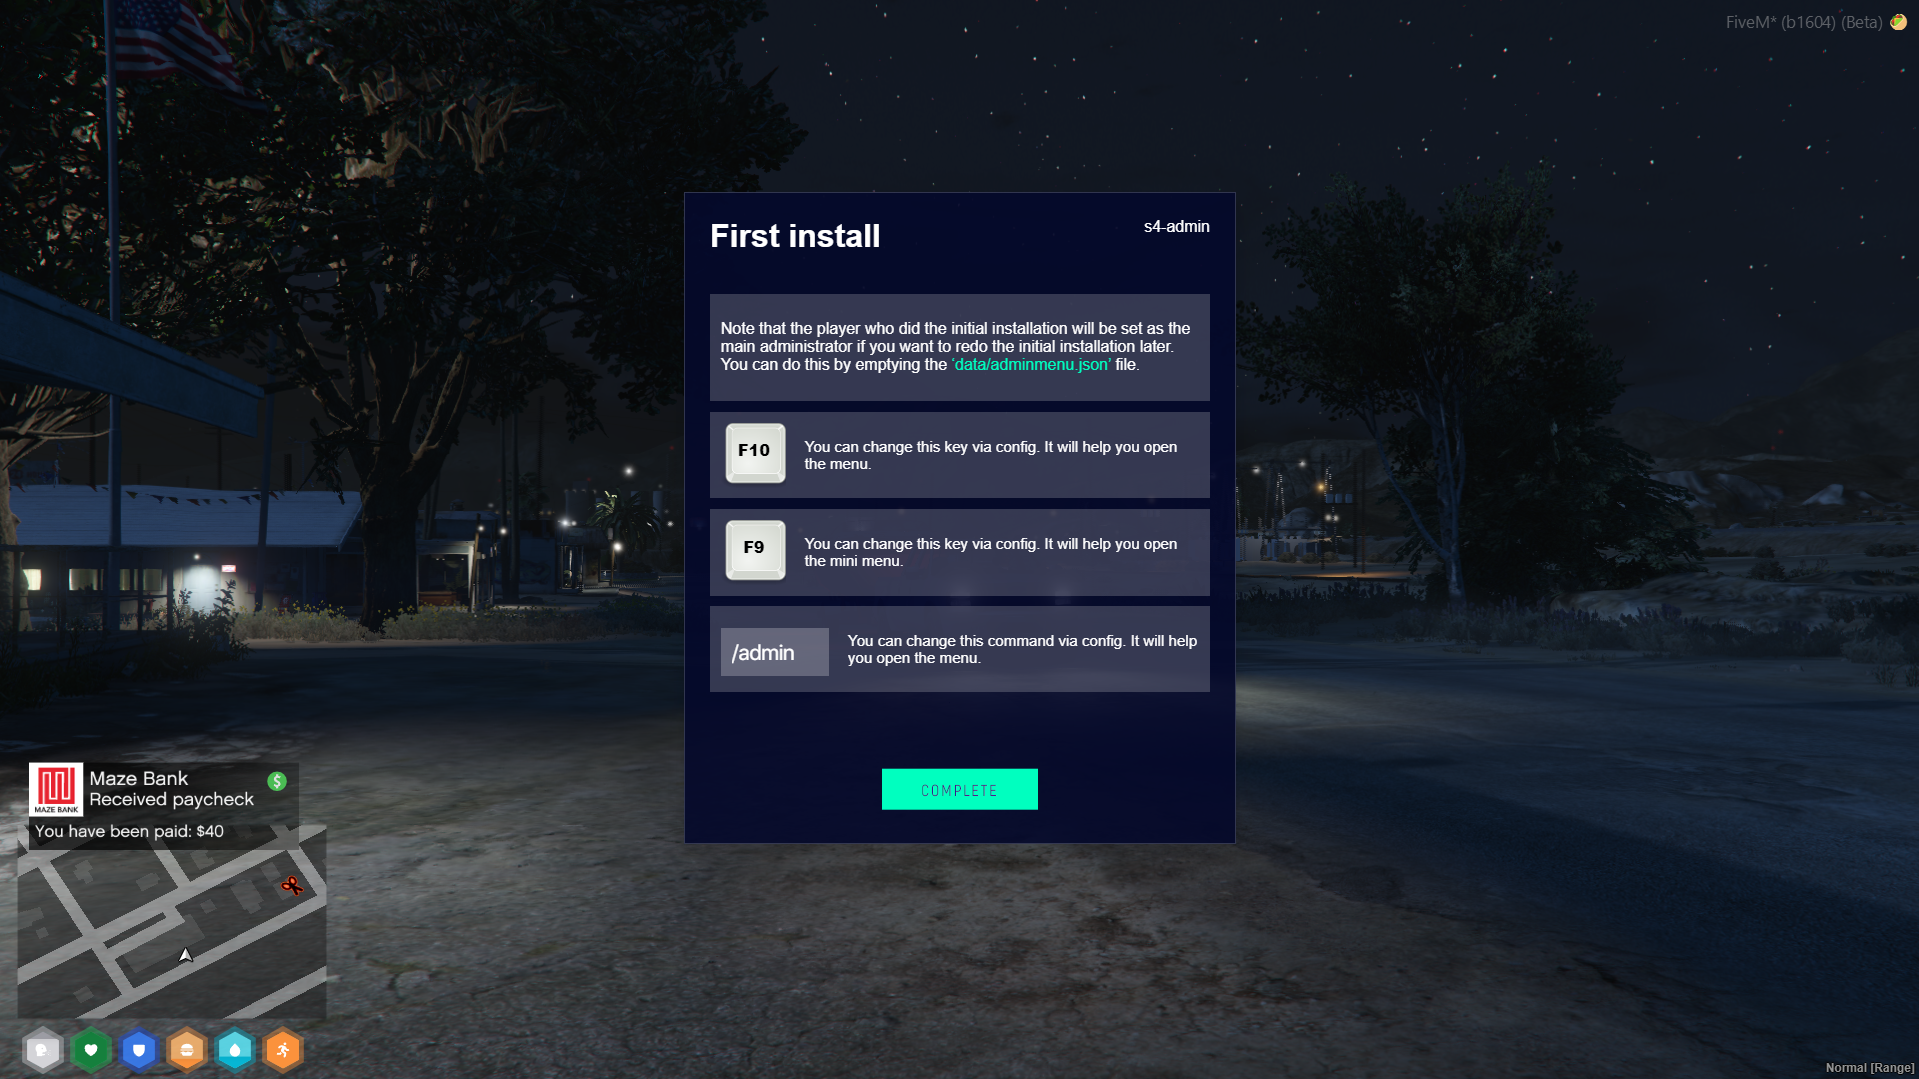 FiveM* (b1604) (Beta)
First install
s4-admin
Note that the player who did the initial installation will be set as the
main administrator if you want to redo the initial installation later.
You can do this by emptying the 'data/adminmenu.json' file.
F10
You can change this key via config. It will help you open
the menu.
F9
You can change this key via config. It will help you open
the mini menu.
/admin
You can change this command via config. It will help
you open the menu.
COMPLETE
MAZE BANK
Maze Bank
Received paycheck
$
You have been paid: $40
Normal [Range]